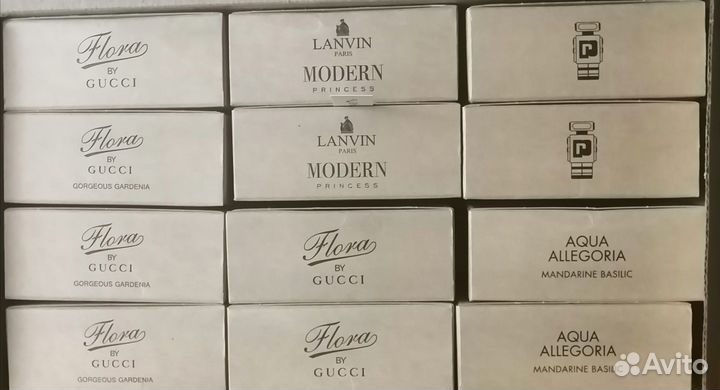 Flora
BY
GUCCI
LANVIN
PARIS
MODERN
PRINCESS
Flora
BY
GUCCI
GORGEOUS GARDENIA
LANVIN
PARIS
MODERN
PRINCESS
Flora
BY
GUCCI
GORGEOUS GARDENIA
Flora
BY
GUCCI
AQUA
ALLEGORIA
MANDARINE BASILIC
Flora
BY
GUCCI
GORGEOUS GARDENIA
Flora
BY
GUCCI
AQUA
ALLEGORIA
MANDARINE BASILIC
Avito